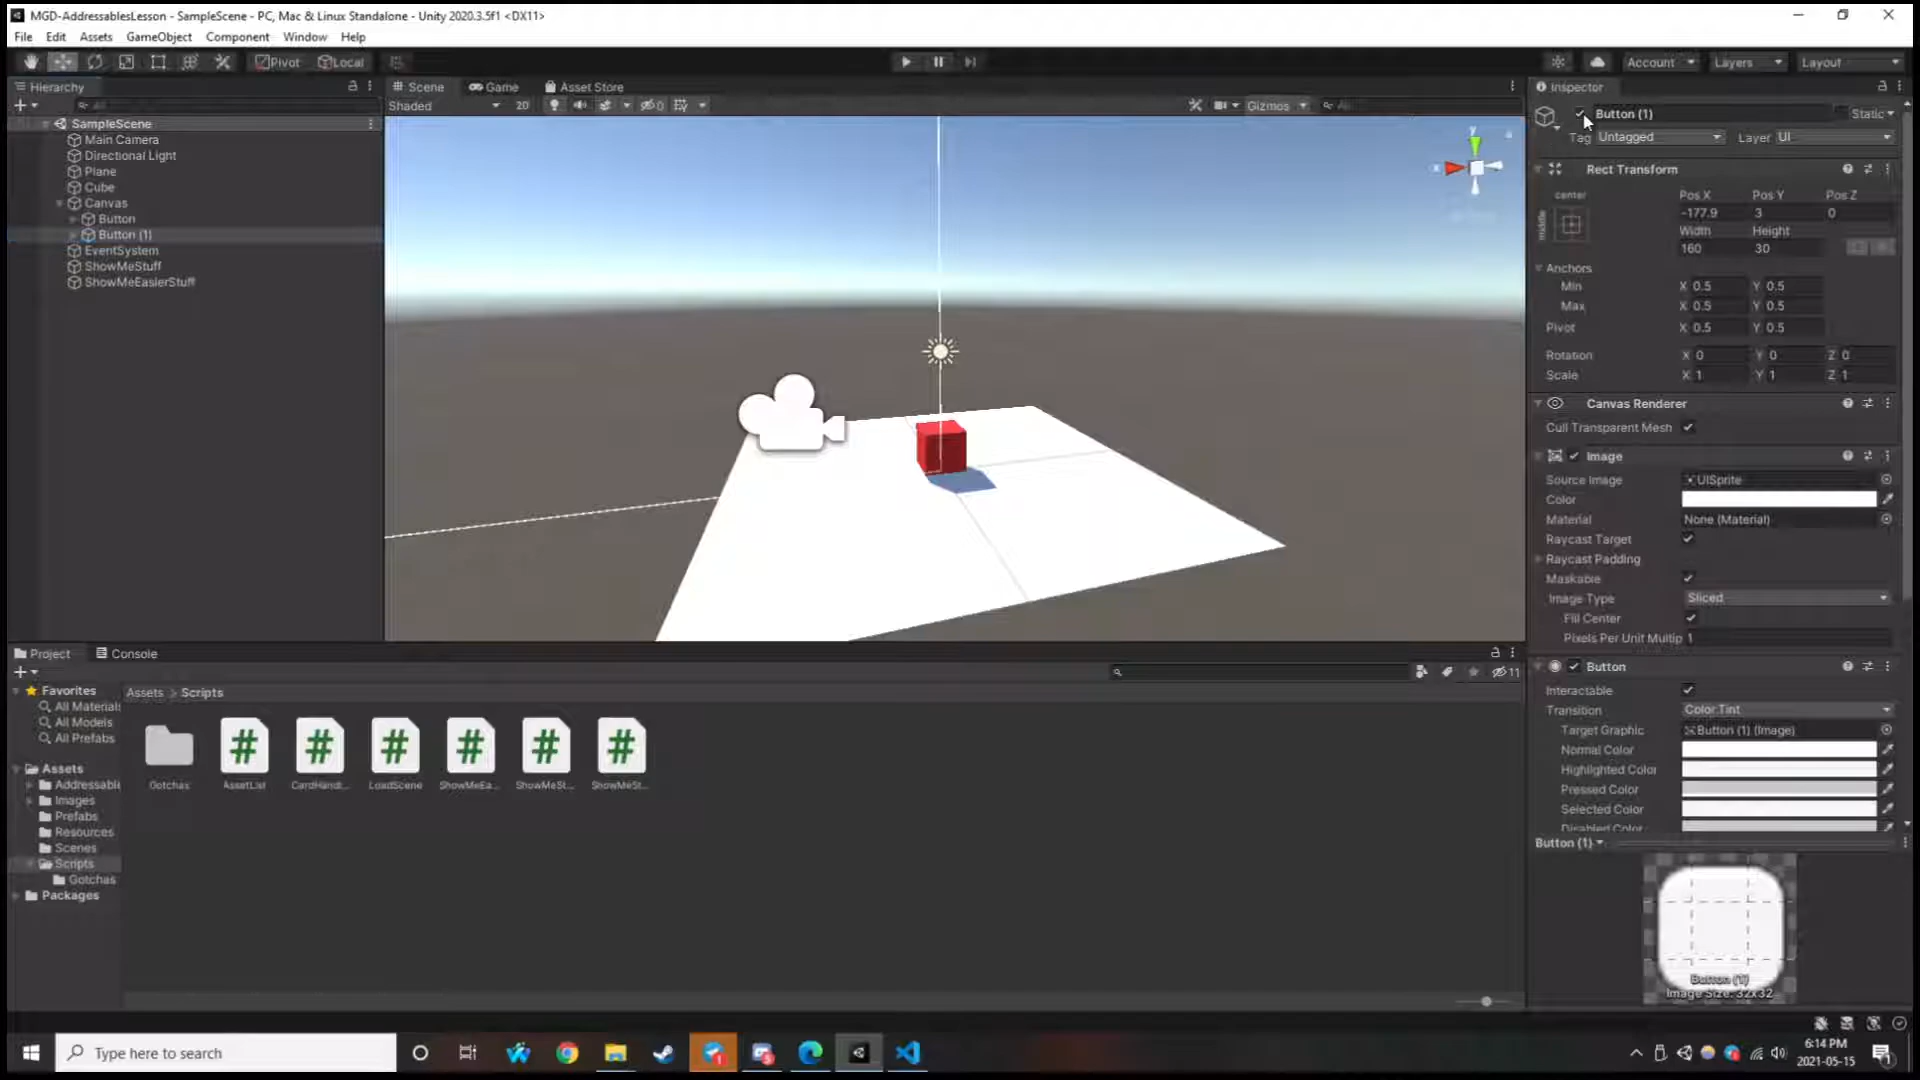 MGD-AddressablesLesson - SampleScene - PC, Mac & Linux Standalone - Unity 2020.3.5f1 <DX11>
File Edit Assets GameObject Component Window Help
Pivot Local Account Layers Layout
Hierarchy
All
SampleScene
Main Camera
Directional Light
Plane
Cube
Canvas
Button
Button (1)
EventSystem
ShowMeStuff
ShowMeEasierStuff
Scene Game Asset Store
Shaded 2D 0 Gizmos All
y
x
Inspector
Button (1) Static
Tag Untagged Layer UI
Rect Transform
center Pos X Pos Y Pos Z
middle -177.9 3 0
Width Height
160 30
Anchors
Min X 0.5 Y 0.5
Max X 0.5 Y 0.5
Pivot X 0.5 Y 0.5
Rotation X 0 Y 0 Z 0
Scale X 1 Y 1 Z 1
Canvas Renderer
Cull Transparent Mesh
Image
Source Image UISprite
Color
Material None (Material)
Raycast Target
Raycast Padding
Maskable
Image Type Sliced
Fill Center
Pixels Per Unit Multip 1
Button
Interactable
Transition Color Tint
Target Graphic Button (1) (Image)
Normal Color
Highlighted Color
Pressed Color
Selected Color
Disabled Color
Button (1)
Button (1)
Image Size: 32x32
Project Console
11
Favorites
All Materials
All Models
All Prefabs
Assets
Addressabl
Images
Prefabs
Resources
Scenes
Scripts
Gotchas
Packages
Assets > Scripts
Gotchas AssetList CardHandl... LoadScene ShowMeEa... ShowMeSt... ShowMeSt...
Type here to search
6:14 PM
2021-05-15